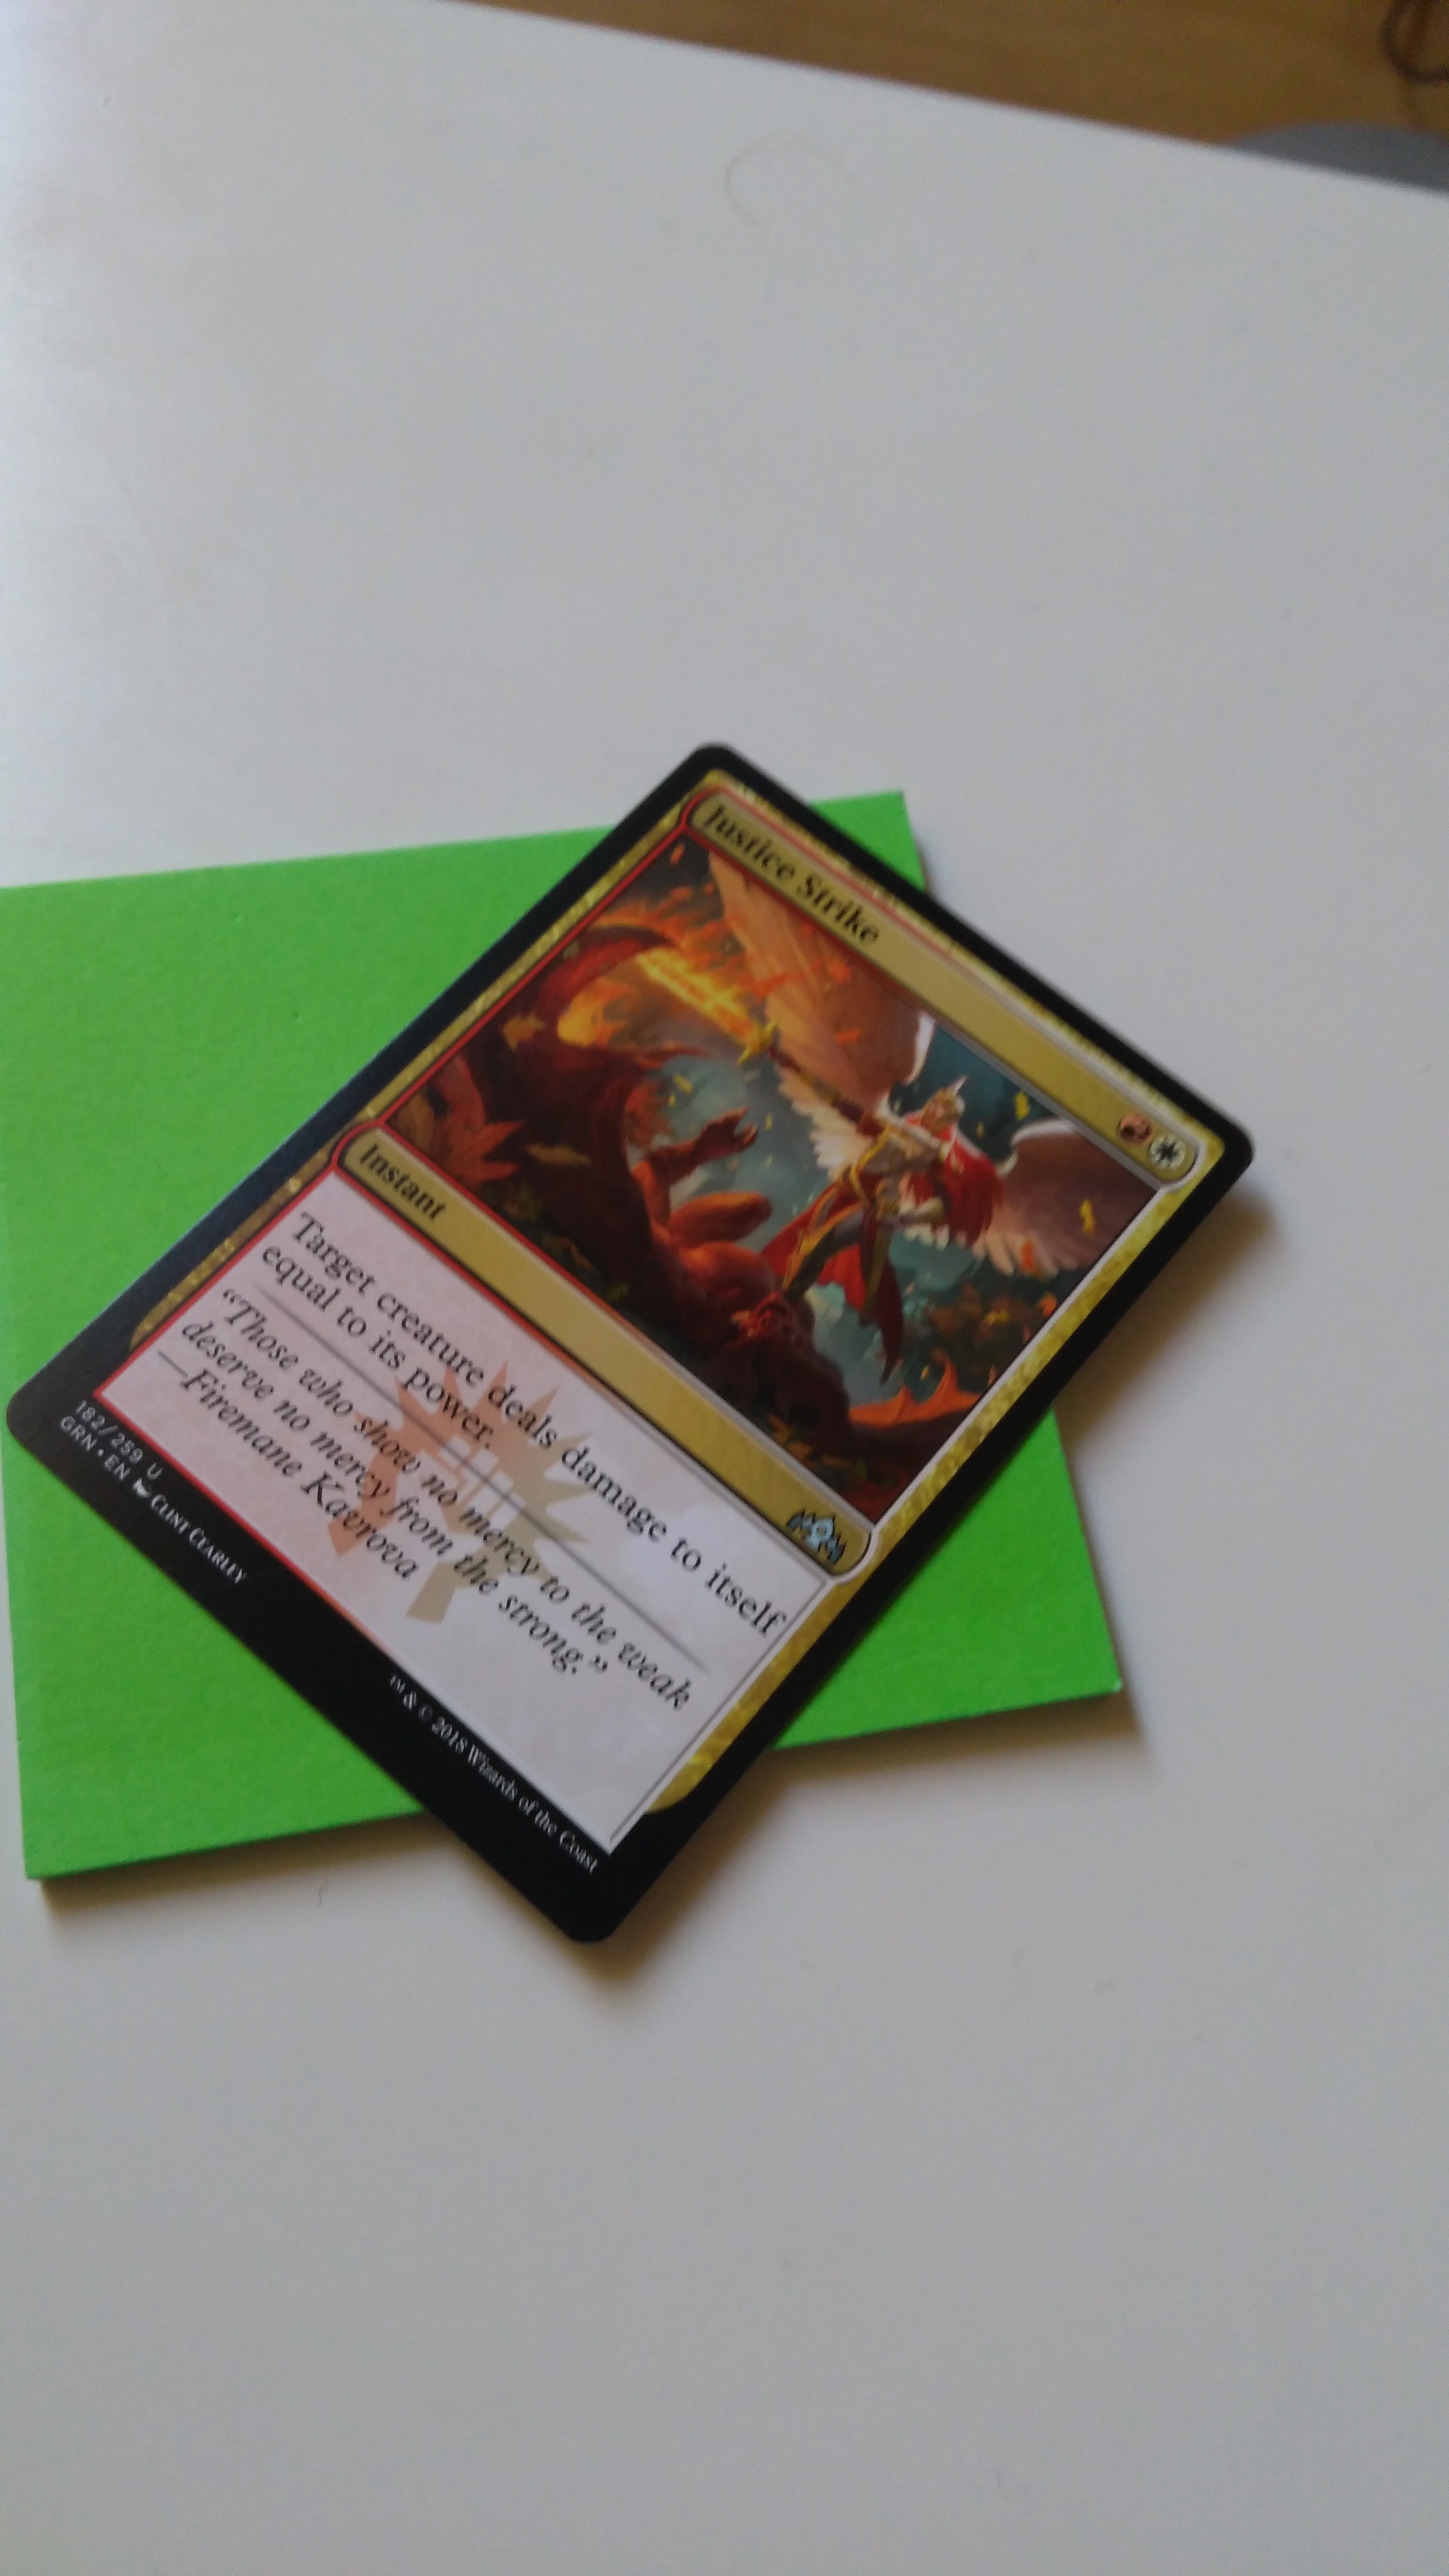 Justice Strike
Instant
Target creature deals damage to itself
equal to its power.
“Those who show no mercy to the weak
deserve no mercy from the strong.”
—Firemane Kavrova
182/259 U
GRN • EN CLINT CEARLEY
™ & © 2018 Wizards of the Coast